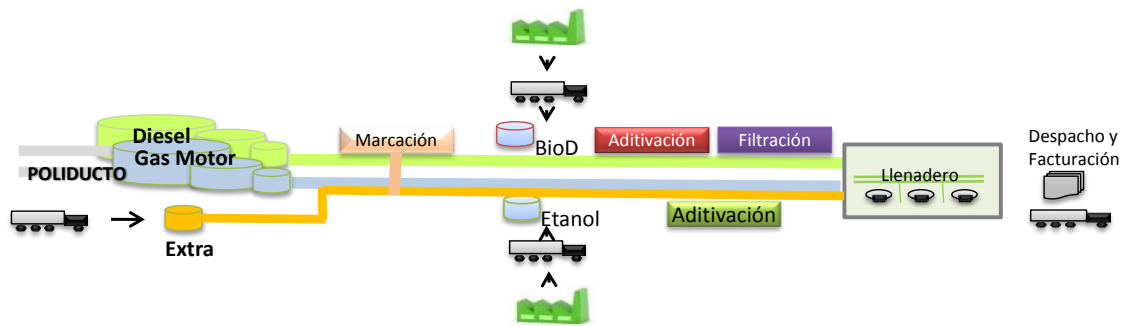 Diesel
Gas Motor
POLIDUCTO
Extra
Marcación
BioD
Aditivación
Filtración
Etanol
Aditivación
Llenadero
Despacho y
Facturación